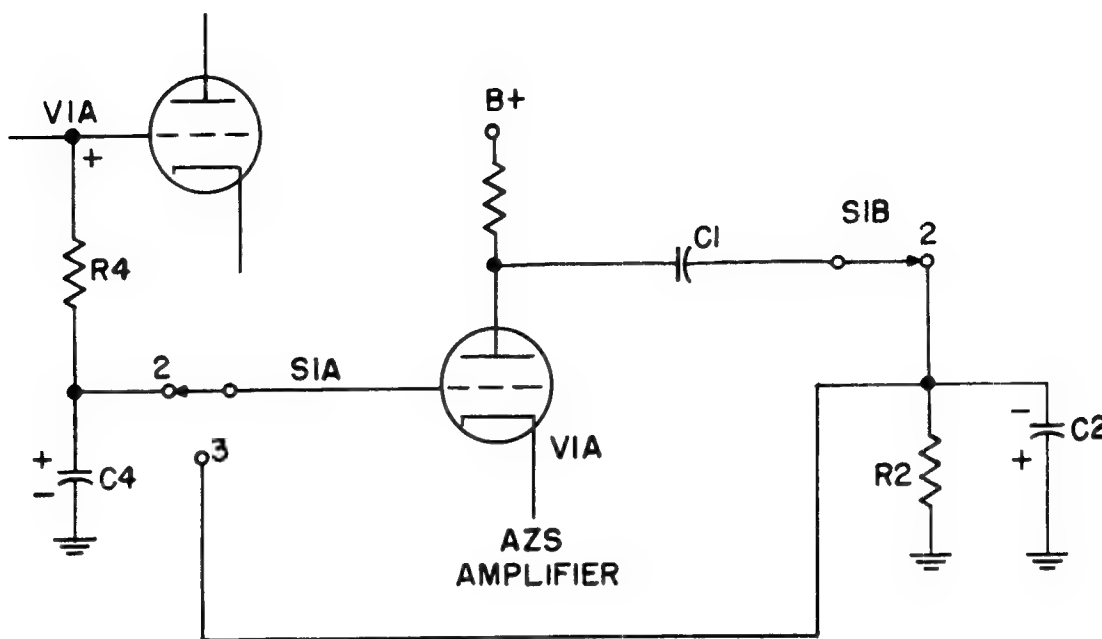 V1A
+
B+
R4
S1B
C1
2
2
S1A
3
+
-
C4
V1A
AZS
AMPLIFIER
R2
-
+
C2